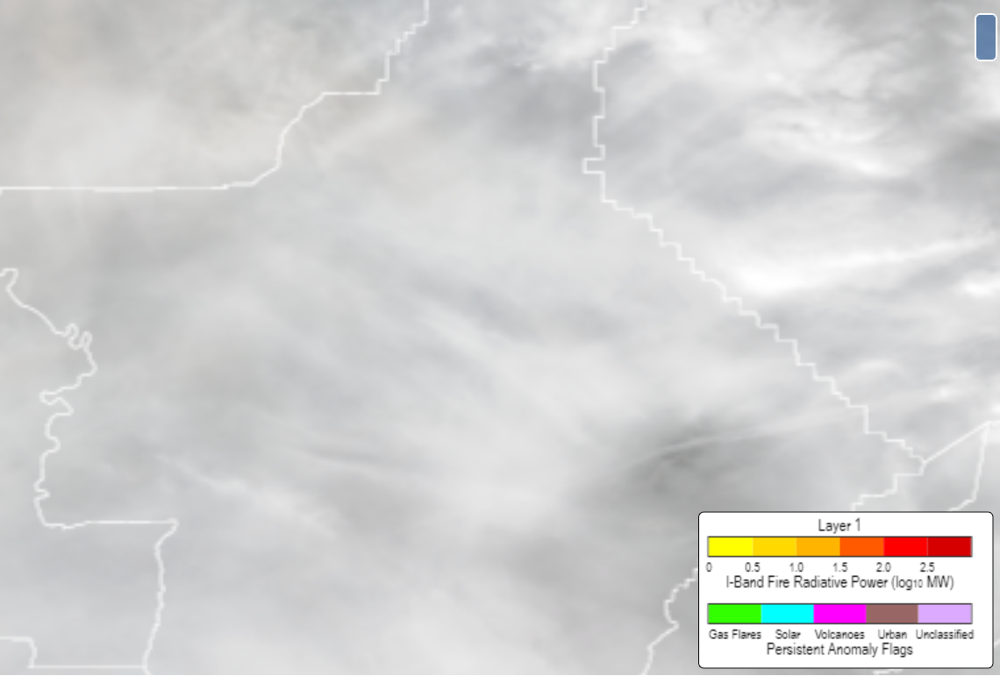 Layer 1
0 0.5 1.0 1.5 2.0 2.5
I-Band Fire Radiative Power (log₁₀ MW)
Gas Flares Solar Volcanoes Urban Unclassified
Persistent Anomaly Flags